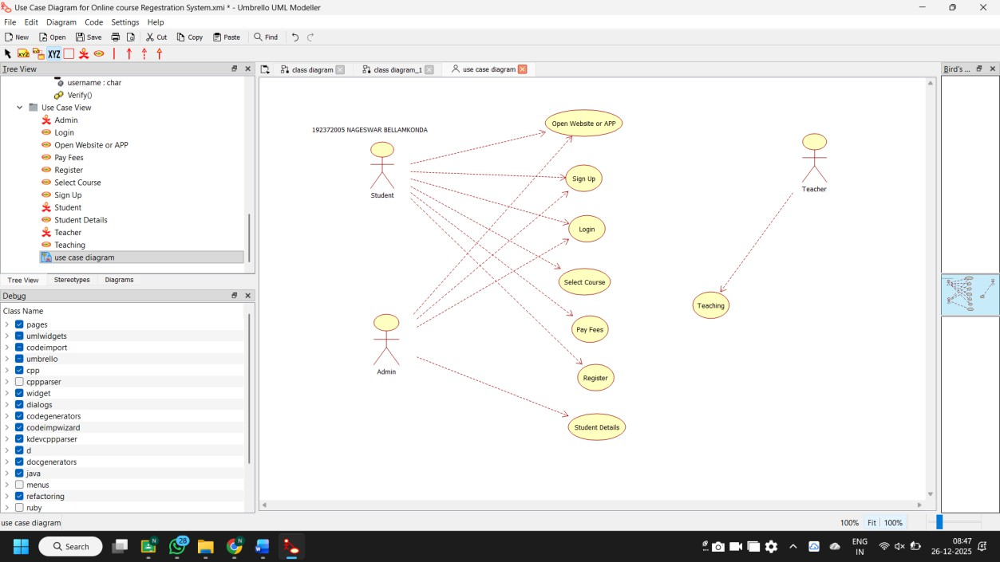 Use Case Diagram for Online course Regestration System.xmi * - Umbrello UML Modeller
File Edit Diagram Code Settings Help
New Open Save Cut Copy Paste Find
XYZ
Tree View
class diagram class diagram_1 use case diagram
Bird's ...
username : char
Verify()
Use Case View
Admin
Login
Open Website or APP
Pay Fees
Register
Select Course
Sign Up
Student
Student Details
Teacher
Teaching
use case diagram
Tree View Stereotypes Diagrams
Debug
Class Name
pages
umlwidgets
codeimport
umbrello
cpp
cppparser
widget
dialogs
codegenerators
codeimpwizard
kdevcppparser
d
docgenerators
java
menus
refactoring
ruby
192372005 NAGESWAR BELLAMKONDA
Student
Admin
Open Website or APP
Sign Up
Login
Select Course
Pay Fees
Register
Student Details
Teacher
Teaching
use case diagram
100% Fit 100%
Search
N
28
N
ENG
IN
08:47
26-12-2025